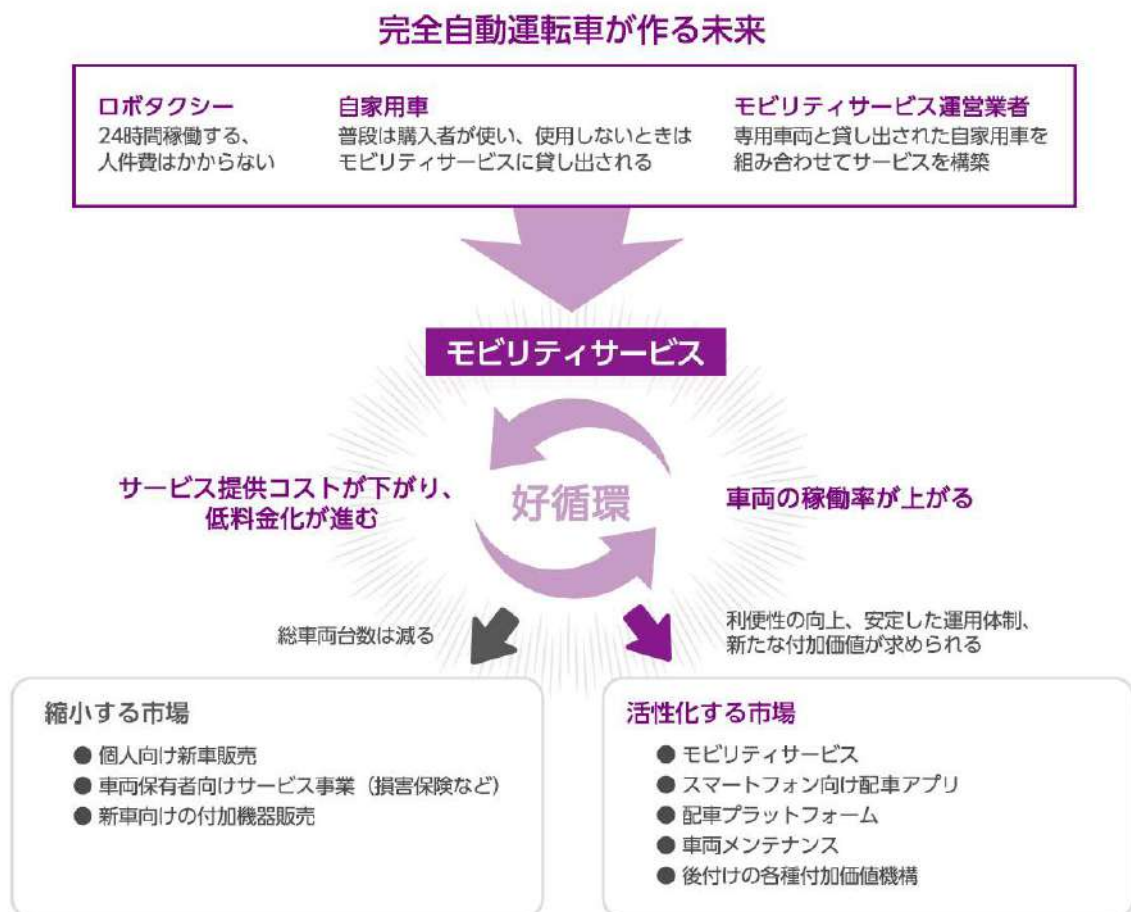 完全自動運転車が作る未来
ロボタクシー
24時間稼働する、
人件費はかからない
自家用車
普段は購入者が使い、使用しないときは
モビリティサービスに貸し出される
モビリティサービス運営業者
専用車両と貸し出された自家用車を
組み合わせてサービスを構築
モビリティサービス
サービス提供コストが下がり、
低料金化が進む
好循環
車両の稼働率が上がる
総車両台数は減る
利便性の向上、安定した運用体制、
新たな付加価値が求められる
縮小する市場
● 個人向け新車販売
● 車両保有者向けサービス事業（損害保険など）
● 新車向けの付加機器販売
活性化する市場
● モビリティサービス
● スマートフォン向け配車アプリ
● 配車プラットフォーム
● 車両メンテナンス
● 後付けの各種付加価値機構